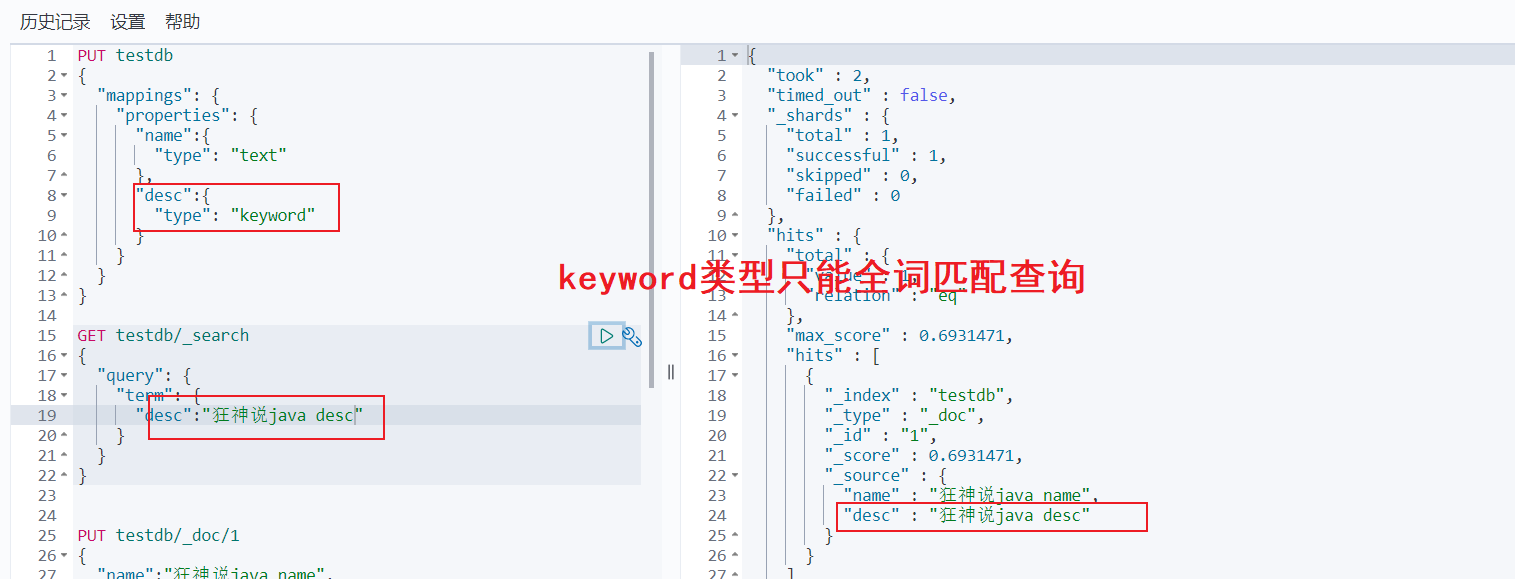 历史记录 设置 帮助
1 PUT testdb
2 {
3 "mappings": {
4 "properties": {
5 "name":{
6 "type": "text"
7 },
8 "desc":{
9 "type": "keyword"
10 }
11 }
12 }
13 }
14
15 GET testdb/_search
16 {
17 "query": {
18 "term": {
19 "desc":"狂神说java desc"
20 }
21 }
22 }
23
24
25 PUT testdb/_doc/1
26 {
27 "name":"狂神说java name",
keyword类型只能全词匹配查询
1 {
2 "took" : 2,
3 "timed_out" : false,
4 "_shards" : {
5 "total" : 1,
6 "successful" : 1,
7 "skipped" : 0,
8 "failed" : 0
9 },
10 "hits" : {
11 "total" : {
12 "value" : 1,
13 "relation" : "eq"
14 },
15 "max_score" : 0.6931471,
16 "hits" : [
17 {
18 "_index" : "testdb",
19 "_type" : "_doc",
20 "_id" : "1",
21 "_score" : 0.6931471,
22 "_source" : {
23 "name" : "狂神说java name",
24 "desc" : "狂神说java desc"
25 }
26 }
27 ]